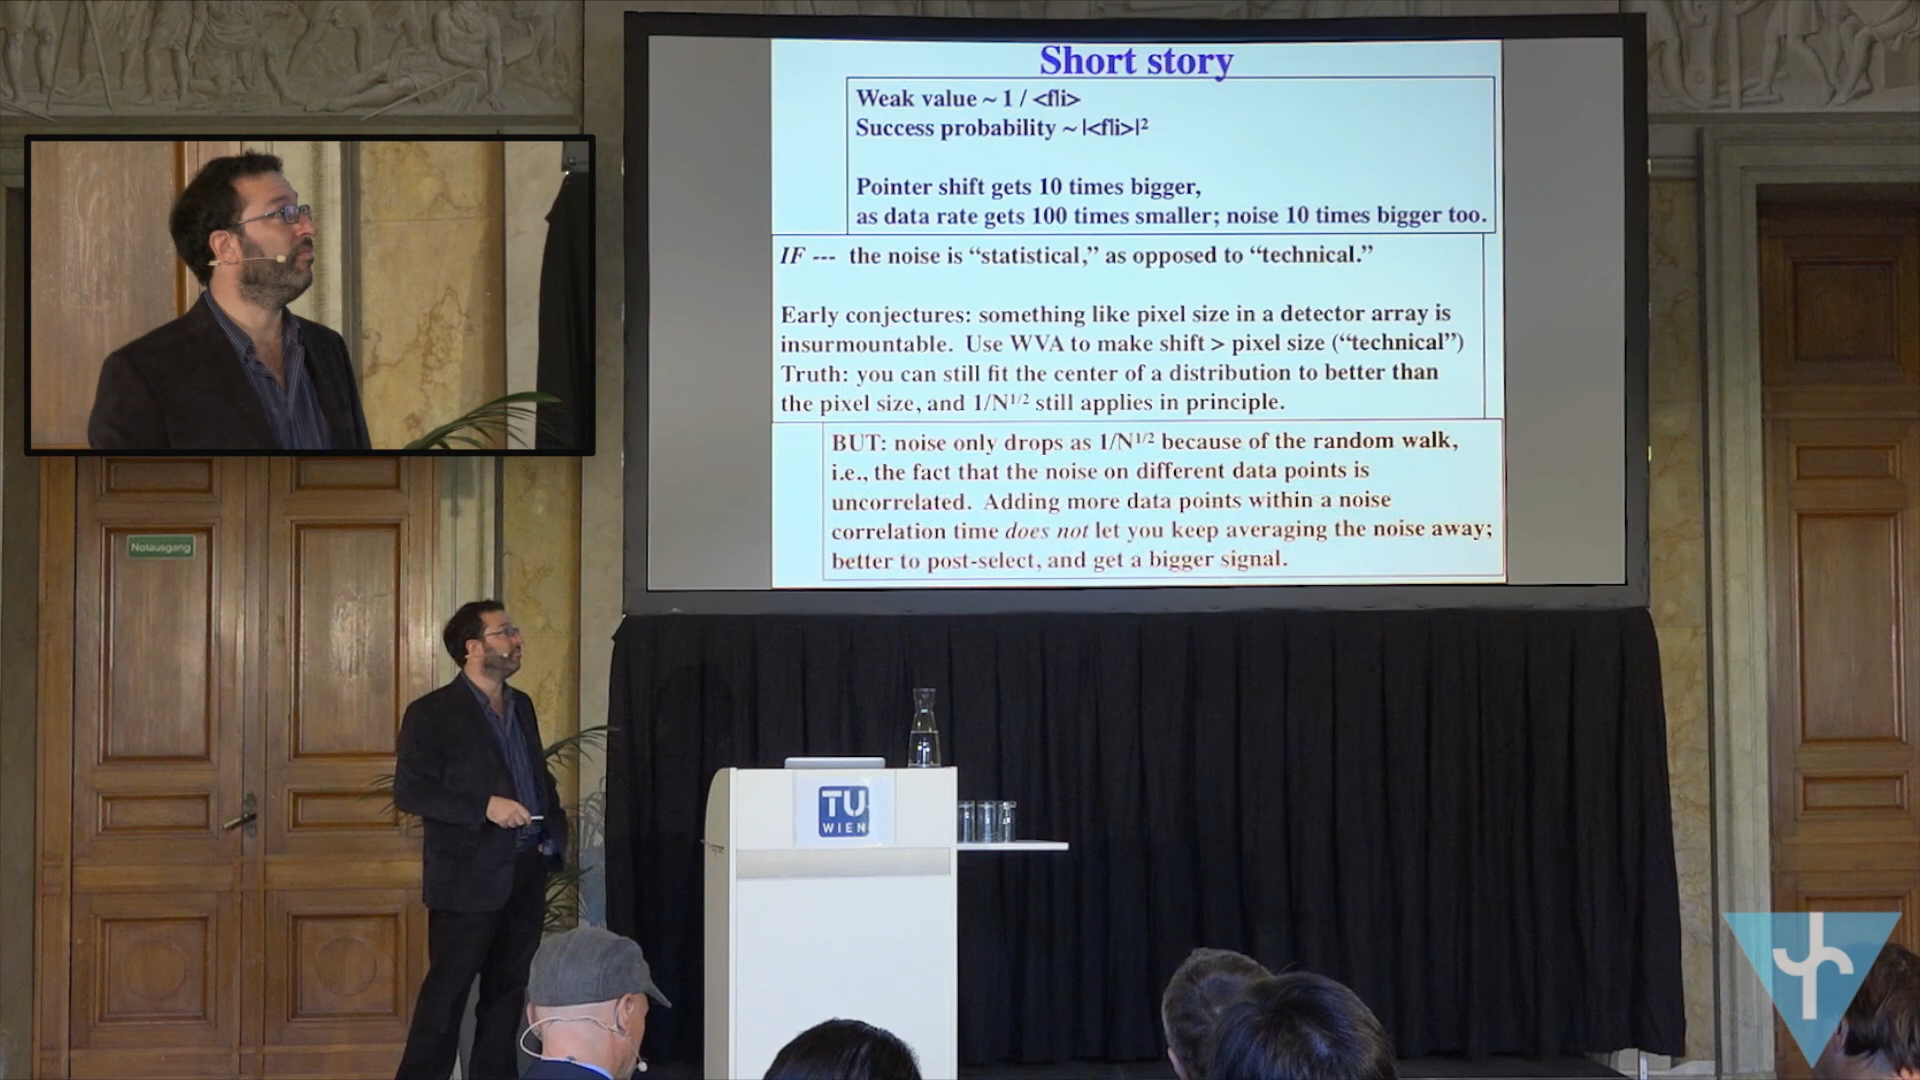 Short story
Weak value ~ 1 / <f|i>
Success probability ~ |<f|i>|²
Pointer shift gets 10 times bigger,
as data rate gets 100 times smaller; noise 10 times bigger too.
IF --- the noise is “statistical,” as opposed to “technical.”
Early conjectures: something like pixel size in a detector array is
insurmountable. Use WVA to make shift > pixel size (“technical”)
Truth: you can still fit the center of a distribution to better than
the pixel size, and 1/N¹/² still applies in principle.
BUT: noise only drops as 1/N¹/² because of the random walk,
i.e., the fact that the noise on different data points is
uncorrelated. Adding more data points within a noise
correlation time does not let you keep averaging the noise away;
better to post-select, and get a bigger signal.
Notausgang
TU
WIEN